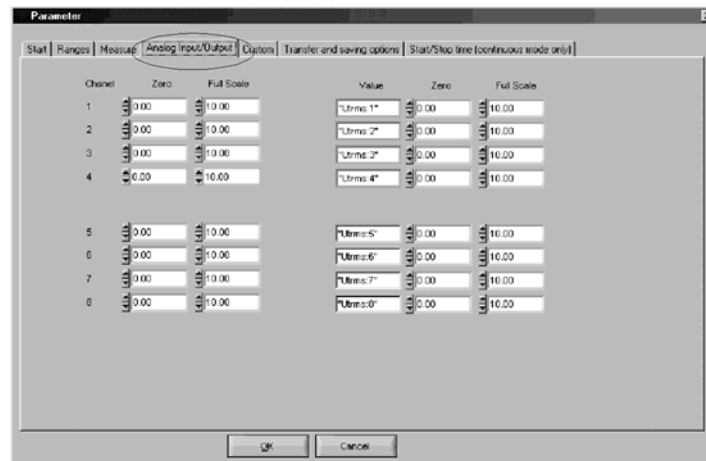 Parameter
Start Ranges Measure Analog Input/Output Custom Transfer and saving options Start/Stop time (continuous mode only)
Chanel Zero Full Scale Value Zero Full Scale
1 0.00 10.00 "Utrms:1" 0.00 10.00
2 0.00 10.00 "Utrms:2" 0.00 10.00
3 0.00 10.00 "Utrms:3" 0.00 10.00
4 0.00 10.00 "Utrms:4" 0.00 10.00
5 0.00 10.00 "Utrms:5" 0.00 10.00
6 0.00 10.00 "Utrms:6" 0.00 10.00
7 0.00 10.00 "Utrms:7" 0.00 10.00
8 0.00 10.00 "Utrms:8" 0.00 10.00
OK Cancel